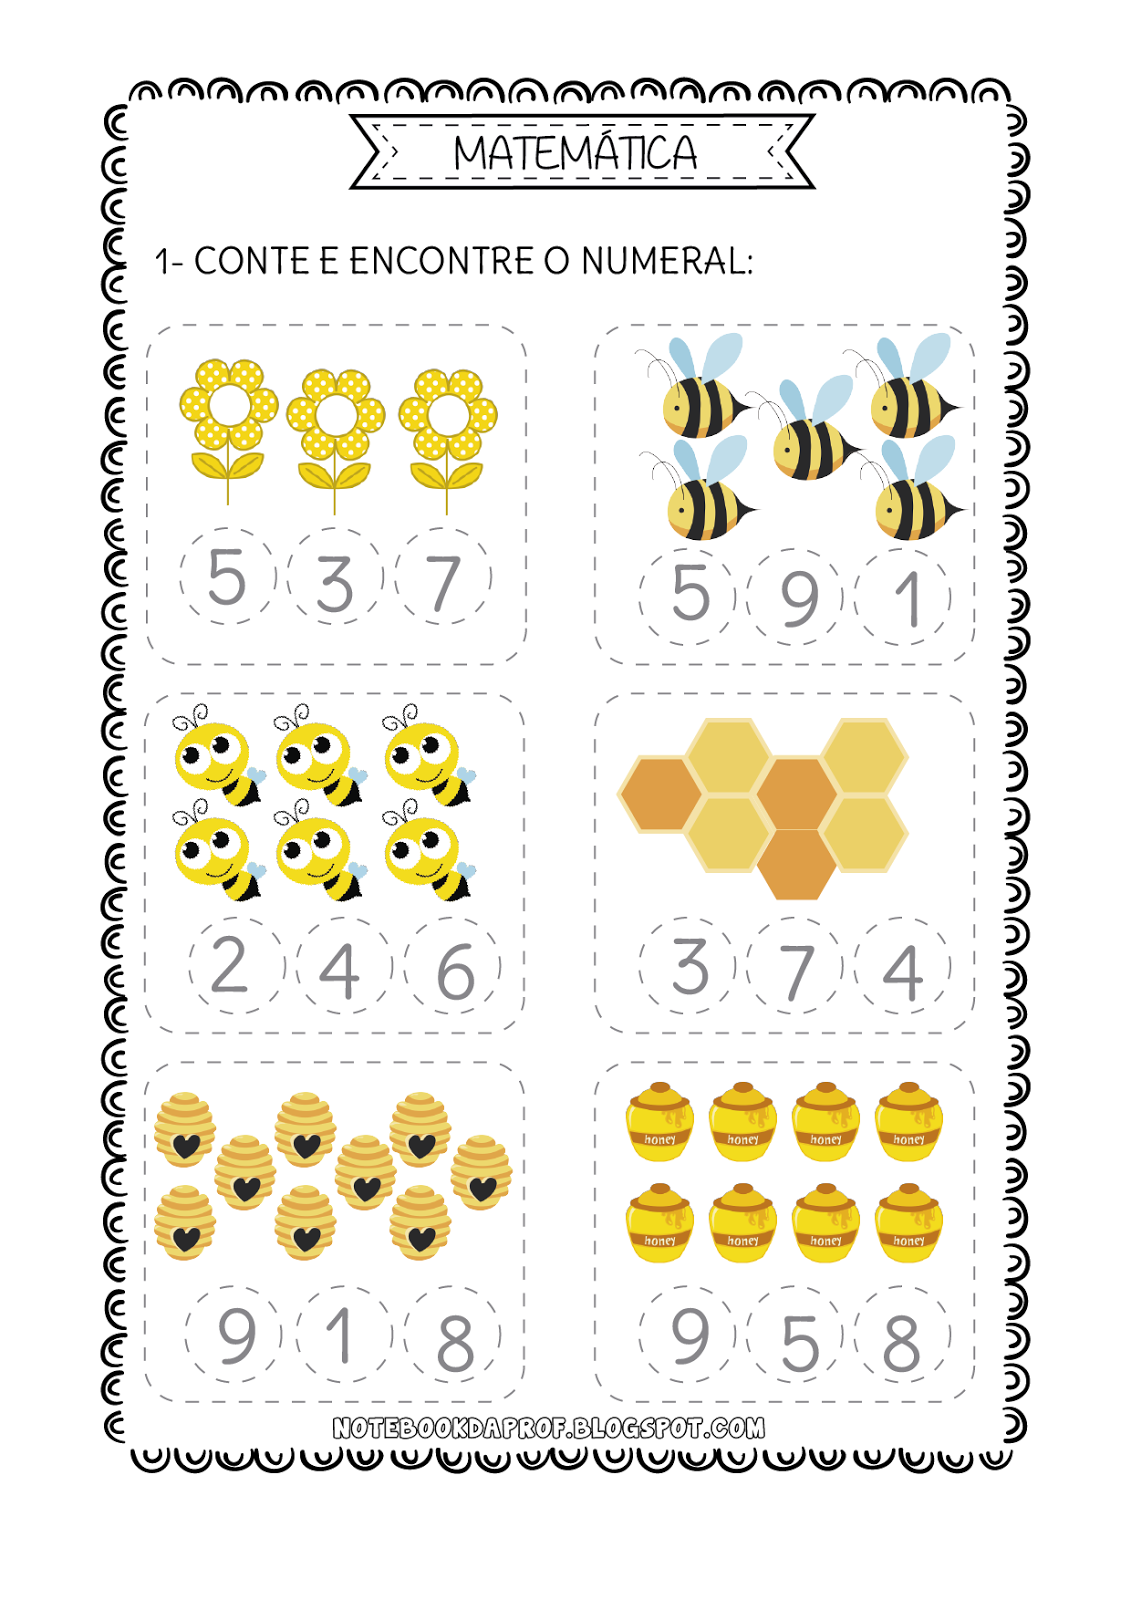 MATEMÁTICA
1- CONTE E ENCONTRE O NUMERAL:
5 3 7
5 9 1
2 4 6
3 7 4
honey honey honey honey
honey honey honey honey
9 1 8
9 5 8
NOTEBOOKDAPROF.BLOGSPOT.COM